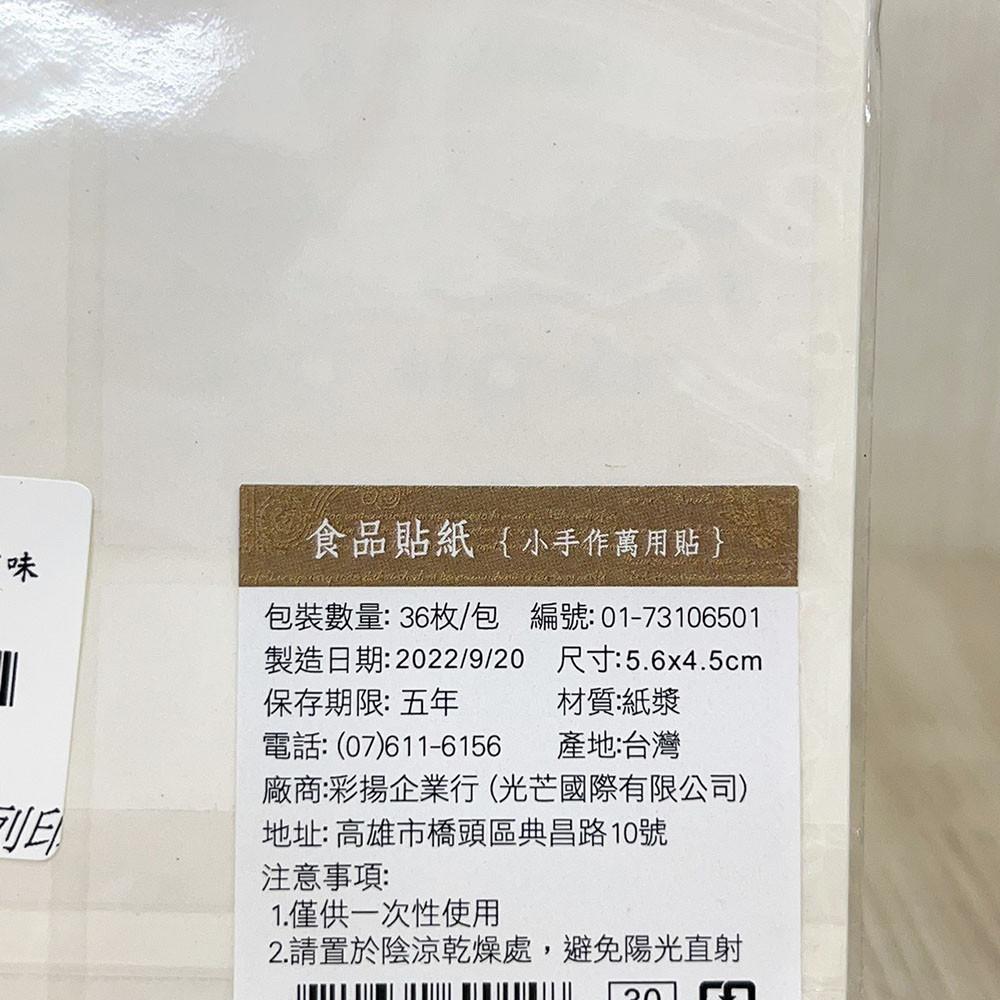 味
列印
食品貼紙 { 小手作萬用貼 }
包裝數量: 36枚/包 編號: 01-73106501
製造日期: 2022/9/20 尺寸:5.6x4.5cm
保存期限: 五年 材質:紙漿
電話: (07)611-6156 產地:台灣
廠商:彩揚企業行 (光芒國際有限公司)
地址: 高雄市橋頭區典昌路10號
注意事項:
1.僅供一次性使用
2.請置於陰涼乾燥處，避免陽光直射
30